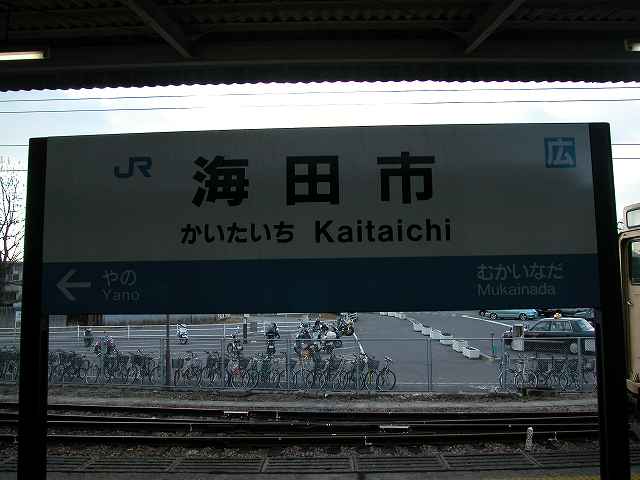 JR 海田市 広
かいたいち Kaitaichi
← やの むかいなだ
Yano Mukainada